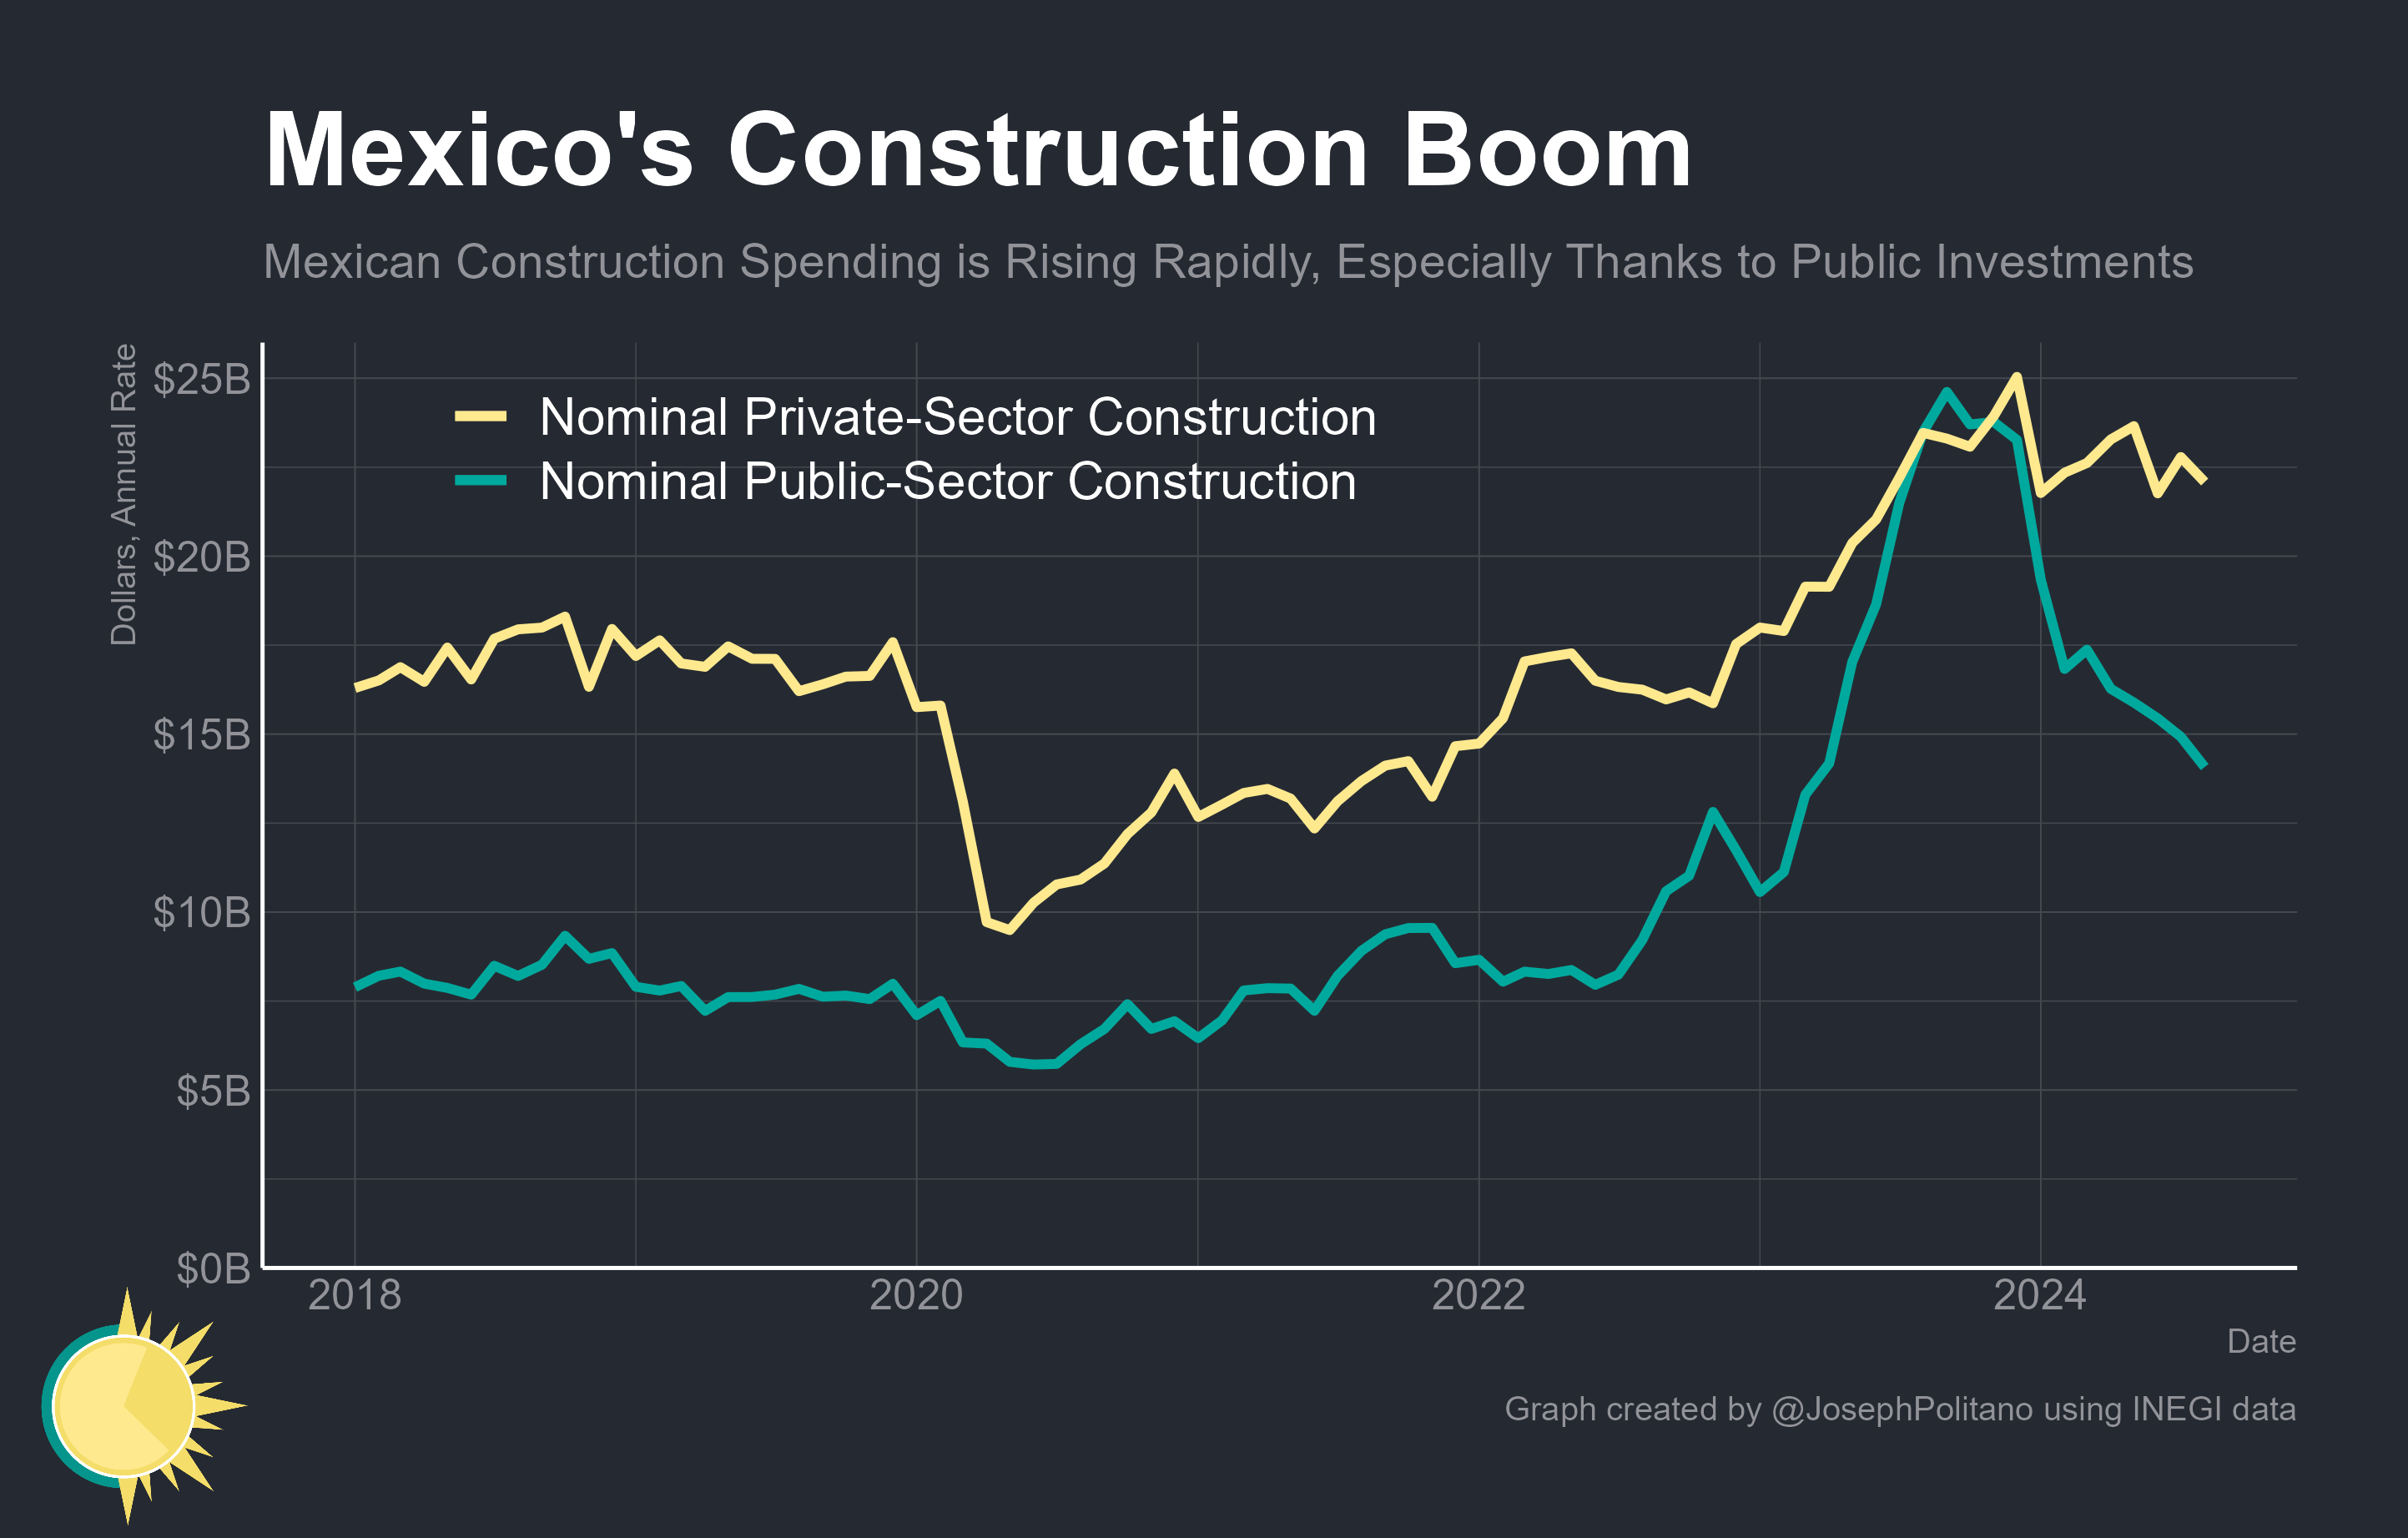 Mexico's Construction Boom
Mexican Construction Spending is Rising Rapidly, Especially Thanks to Public Investments
Dollars, Annual Rate
$25B
$20B
$15B
$10B
$5B
$0B
Nominal Private-Sector Construction
Nominal Public-Sector Construction
2018
2020
2022
2024
Date
Graph created by @JosephPolitano using INEGI data